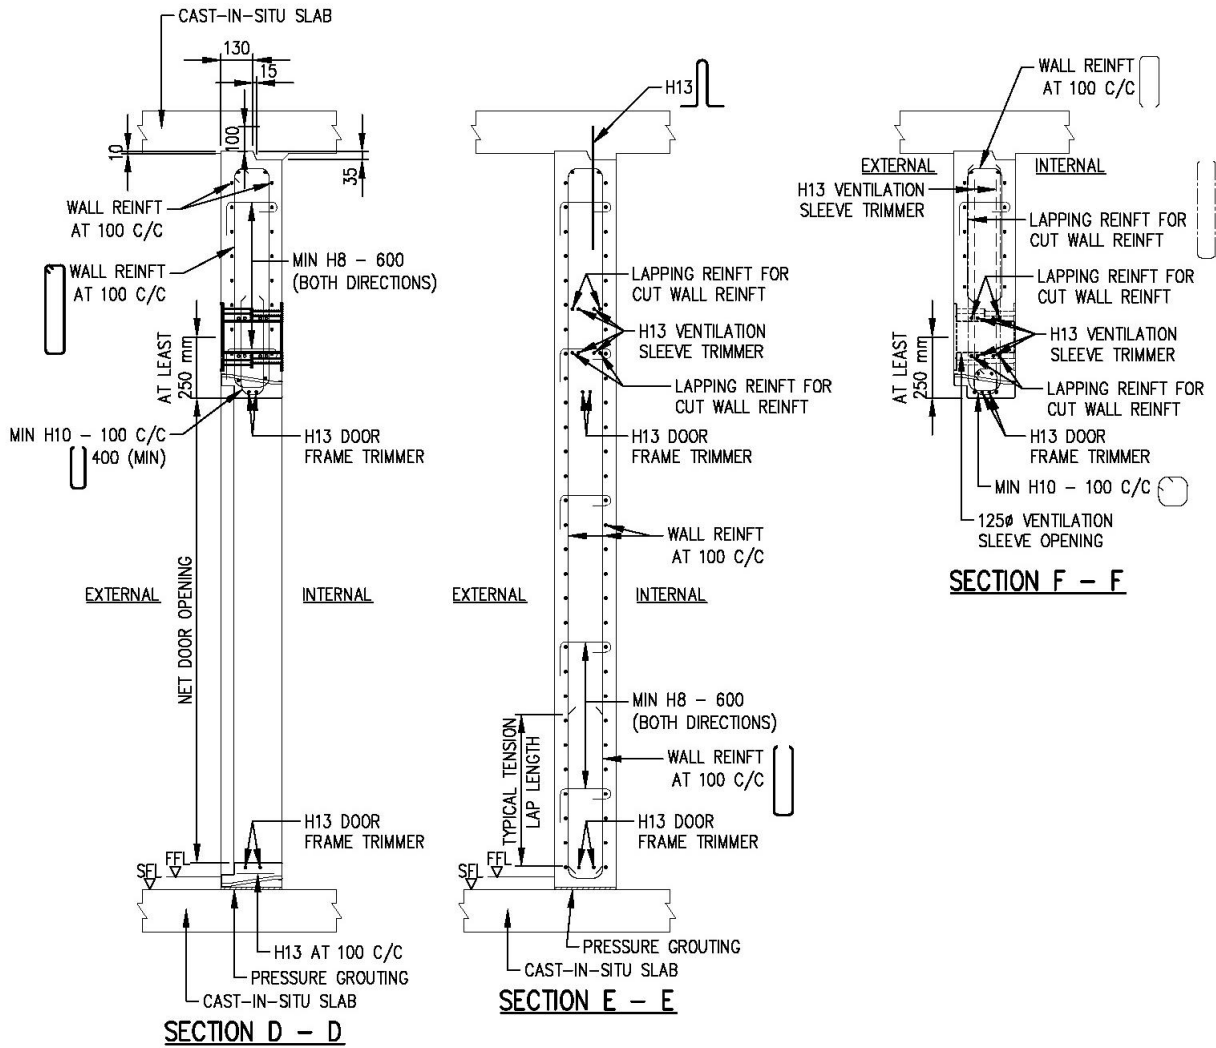 CAST-IN-SITU SLAB
130
15
100
10
35
WALL REINFT
AT 100 C/C
WALL REINFT
AT 100 C/C
MIN H8 - 600
(BOTH DIRECTIONS)
AT LEAST
250 mm
MIN H10 - 100 C/C
400 (MIN)
H13 DOOR
FRAME TRIMMER
NET DOOR OPENING
EXTERNAL
INTERNAL
H13 DOOR
FRAME TRIMMER
SFL
FFL
H13 AT 100 C/C
PRESSURE GROUTING
CAST-IN-SITU SLAB
SECTION D - D
H13
LAPPING REINFT FOR
CUT WALL REINFT
H13 VENTILATION
SLEEVE TRIMMER
LAPPING REINFT FOR
CUT WALL REINFT
H13 DOOR
FRAME TRIMMER
WALL REINFT
AT 100 C/C
EXTERNAL
INTERNAL
MIN H8 - 600
(BOTH DIRECTIONS)
TYPICAL TENSION
LAP LENGTH
WALL REINFT
AT 100 C/C
H13 DOOR
FRAME TRIMMER
SFL
FFL
PRESSURE GROUTING
CAST-IN-SITU SLAB
SECTION E - E
WALL REINFT
AT 100 C/C
EXTERNAL
INTERNAL
H13 VENTILATION
SLEEVE TRIMMER
LAPPING REINFT FOR
CUT WALL REINFT
LAPPING REINFT FOR
CUT WALL REINFT
H13 VENTILATION
SLEEVE TRIMMER
AT LEAST
250 mm
LAPPING REINFT FOR
CUT WALL REINFT
H13 DOOR
FRAME TRIMMER
MIN H10 - 100 C/C
125ø VENTILATION
SLEEVE OPENING
SECTION F - F